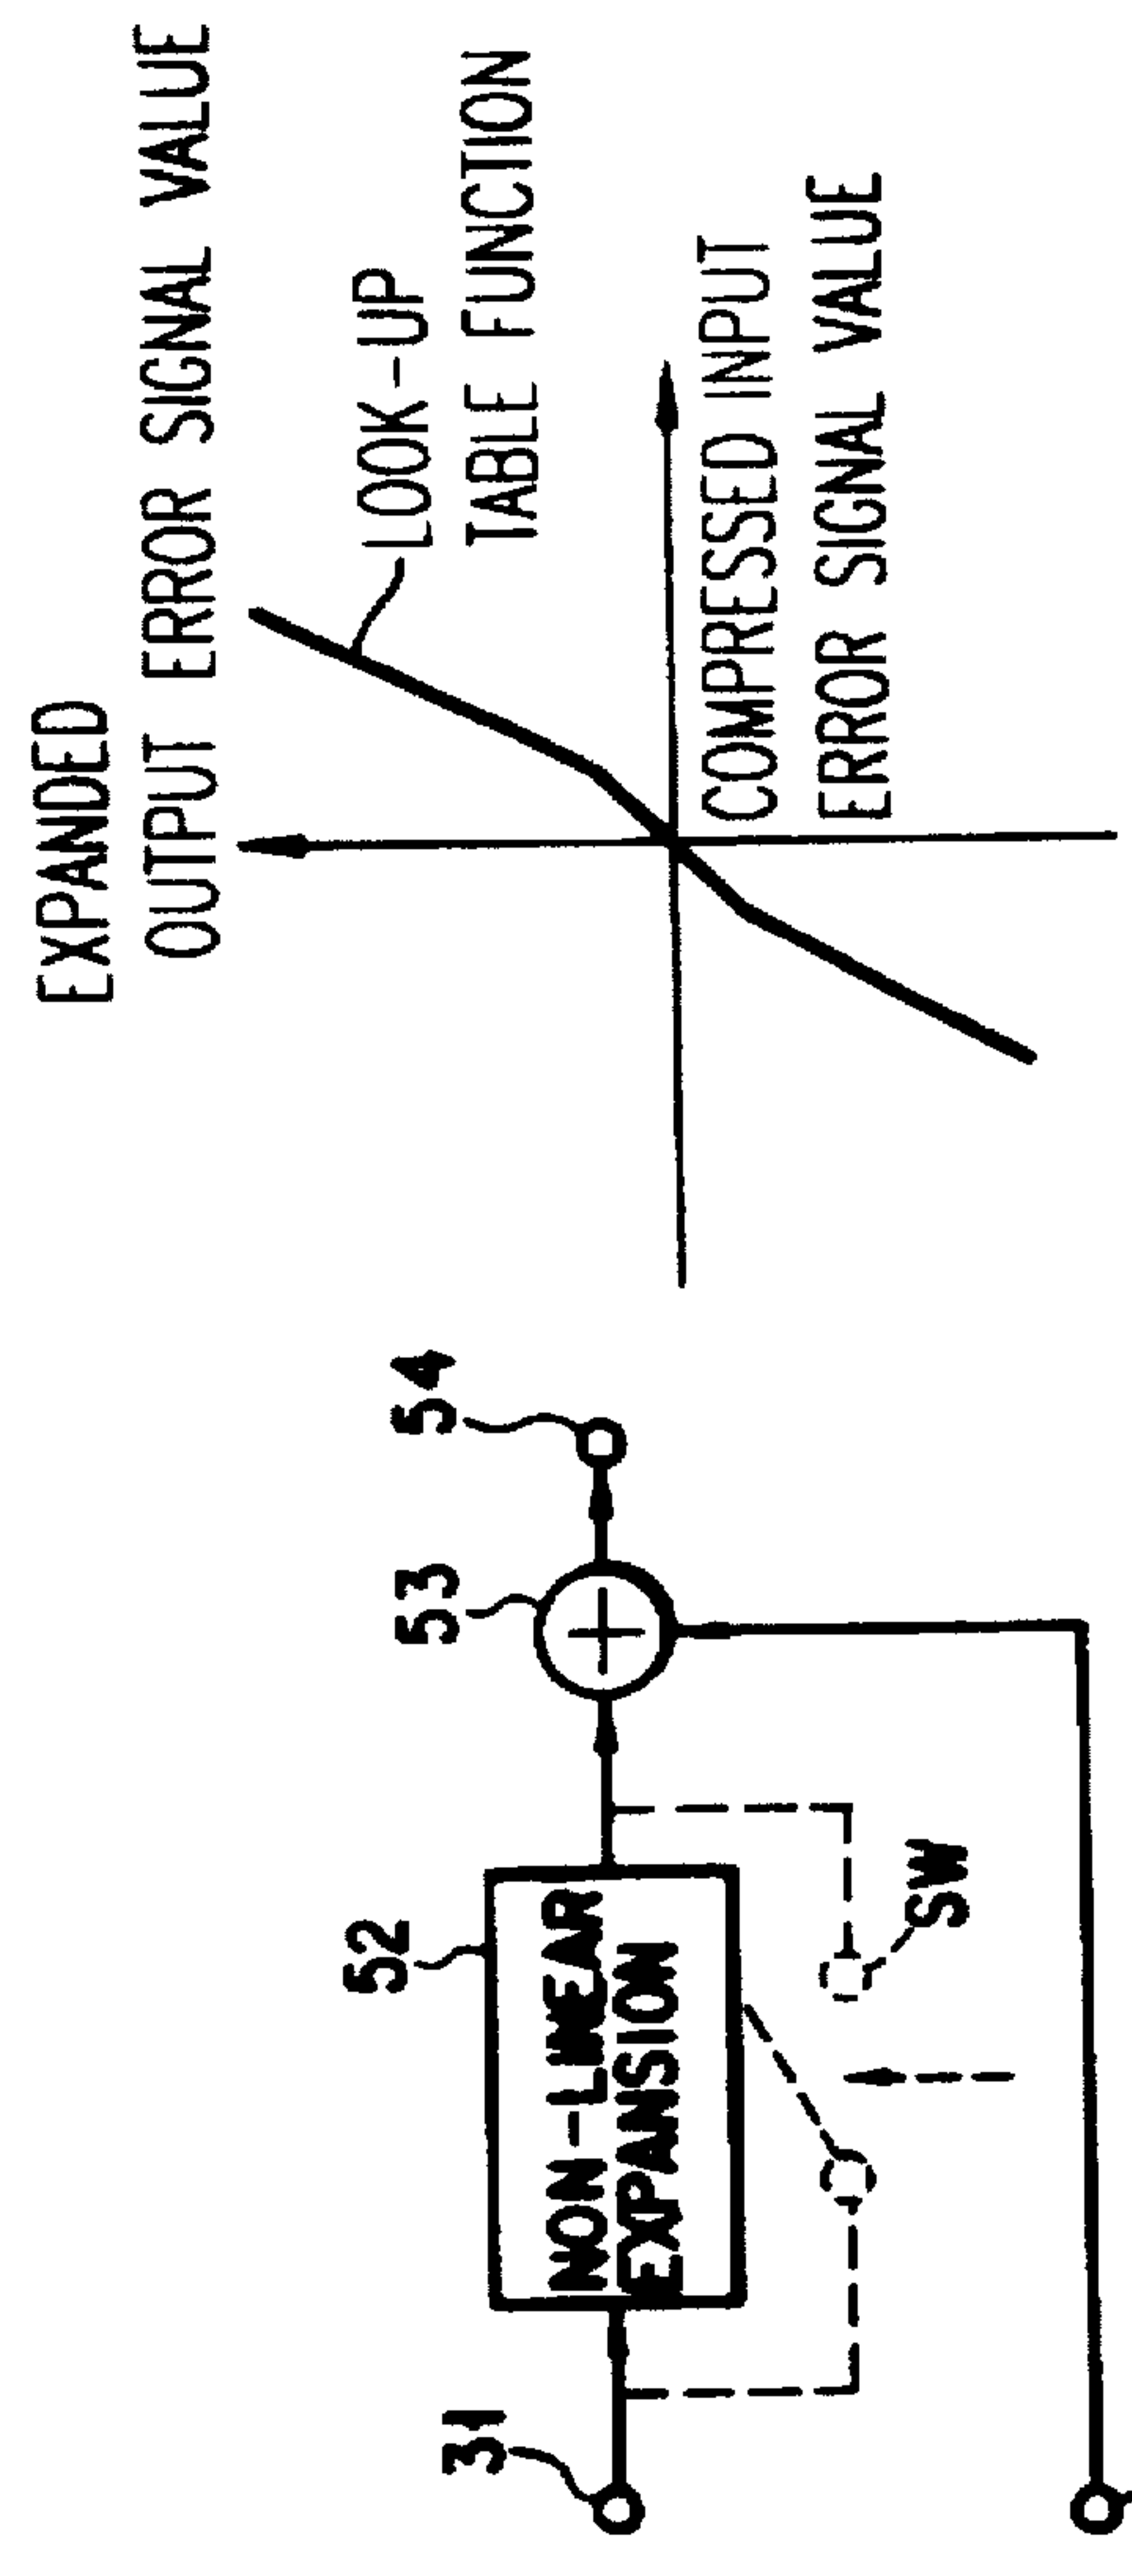 31
52
NON-LINEAR
EXPANSION
SW
53
54
EXPANDED
OUTPUT ERROR SIGNAL VALUE
LOOK-UP
TABLE FUNCTION
COMPRESSED INPUT
ERROR SIGNAL VALUE